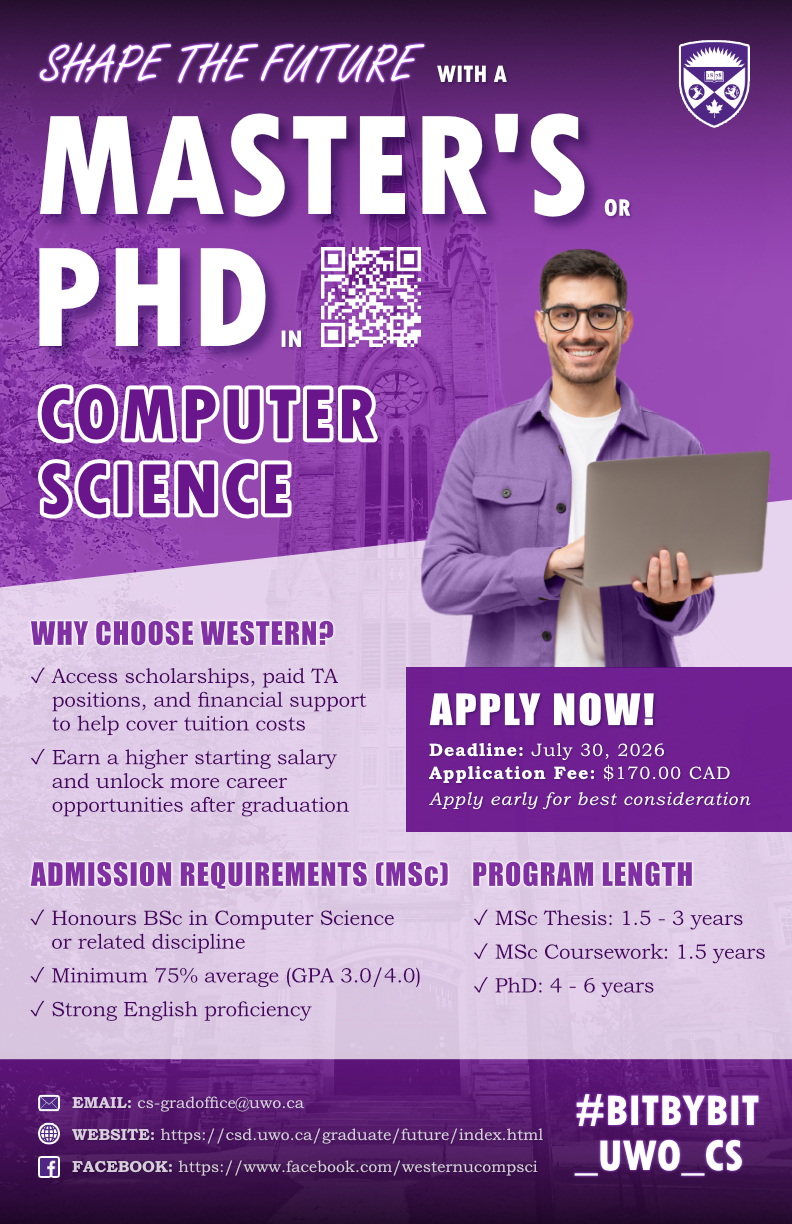 SHAPE THE FUTURE WITH A
MASTER'S OR
PHD IN
COMPUTER
SCIENCE
WHY CHOOSE WESTERN?
✓ Access scholarships, paid TA
positions, and financial support
to help cover tuition costs
✓ Earn a higher starting salary
and unlock more career
opportunities after graduation
APPLY NOW!
Deadline: July 30, 2026
Application Fee: $170.00 CAD
Apply early for best consideration
ADMISSION REQUIREMENTS (MSc)
✓ Honours BSc in Computer Science
or related discipline
✓ Minimum 75% average (GPA 3.0/4.0)
✓ Strong English proficiency
PROGRAM LENGTH
✓ MSc Thesis: 1.5 - 3 years
✓ MSc Coursework: 1.5 years
✓ PhD: 4 - 6 years
EMAIL: cs-gradoffice@uwo.ca
WEBSITE: https://csd.uwo.ca/graduate/future/index.html
FACEBOOK: https://www.facebook.com/westernucompsci
#BITBYBIT
_UWO_CS